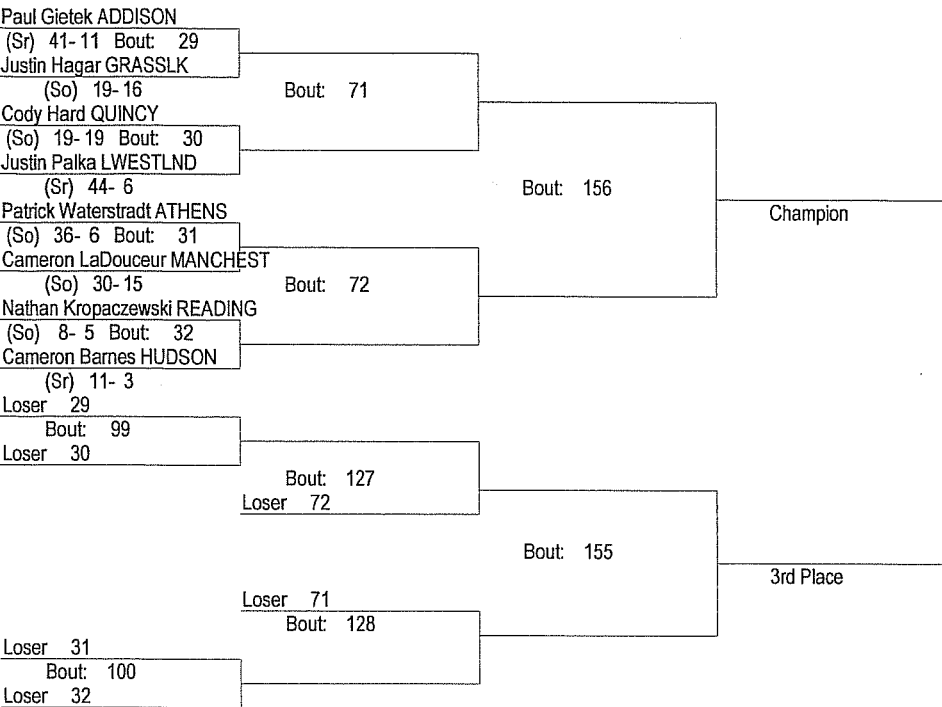 Paul Gietek ADDISON
(Sr) 41- 11 Bout: 29
Justin Hagar GRASSLK
(So) 19- 16
Bout: 71
Cody Hard QUINCY
(So) 19- 19 Bout: 30
Justin Palka LWESTLND
(Sr) 44- 6
Bout: 156
Patrick Waterstradt ATHENS
Champion
(So) 36- 6 Bout: 31
Cameron LaDouceur MANCHEST
(So) 30- 15
Bout: 72
Nathan Kropaczewski READING
(So) 8- 5 Bout: 32
Cameron Barnes HUDSON
(Sr) 11- 3
Loser 29
Bout: 99
Loser 30
Bout: 127
Loser 72
Bout: 155
3rd Place
Loser 71
Bout: 128
Loser 31
Bout: 100
Loser 32